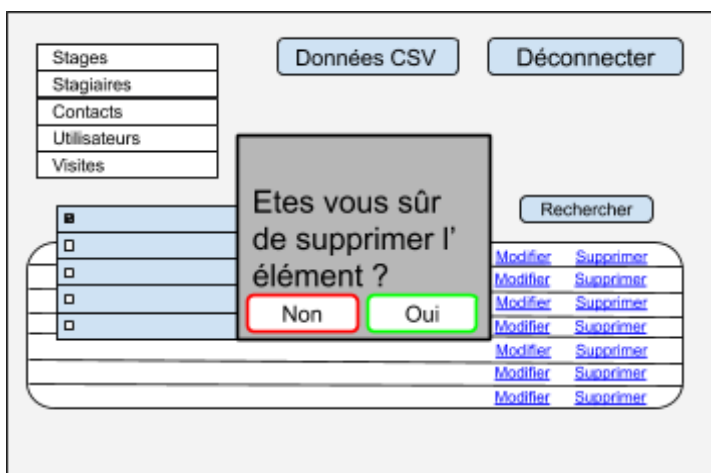 Stages
Stagiaires
Contacts
Utilisateurs
Visites
Données CSV
Déconnecter
Rechercher
Etes vous sûr
de supprimer l’
élément ?
Non
Oui
Modifier Supprimer
Modifier Supprimer
Modifier Supprimer
Modifier Supprimer
Modifier Supprimer
Modifier Supprimer
Modifier Supprimer